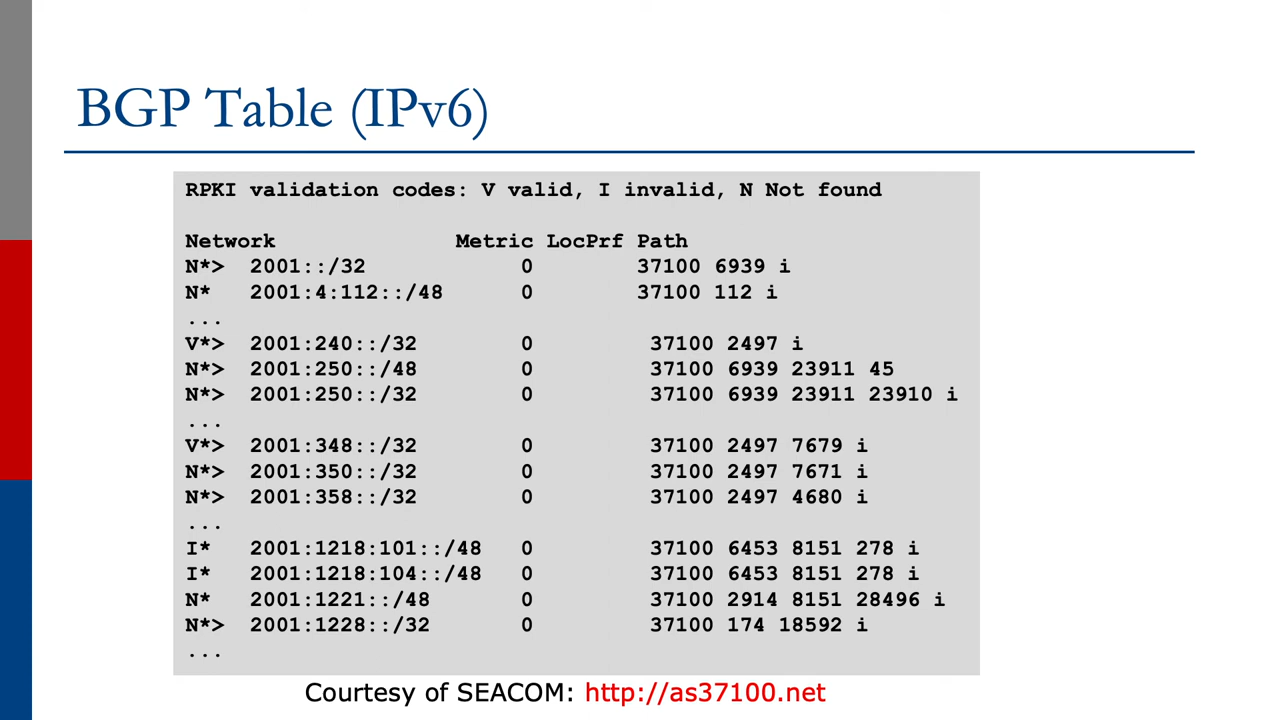 BGP Table (IPv6)
RPKI validation codes: V valid, I invalid, N Not found
Network Metric LocPrf Path
N*> 2001::/32 0 37100 6939 i
N* 2001:4:112::/48 0 37100 112 i
...
V*> 2001:240::/32 0 37100 2497 i
N*> 2001:250::/48 0 37100 6939 23911 45
N*> 2001:250::/32 0 37100 6939 23911 23910 i
...
V*> 2001:348::/32 0 37100 2497 7679 i
N*> 2001:350::/32 0 37100 2497 7671 i
N*> 2001:358::/32 0 37100 2497 4680 i
...
I* 2001:1218:101::/48 0 37100 6453 8151 278 i
I* 2001:1218:104::/48 0 37100 6453 8151 278 i
N* 2001:1221::/48 0 37100 2914 8151 28496 i
N*> 2001:1228::/32 0 37100 174 18592 i
...
Courtesy of SEACOM: http://as37100.net